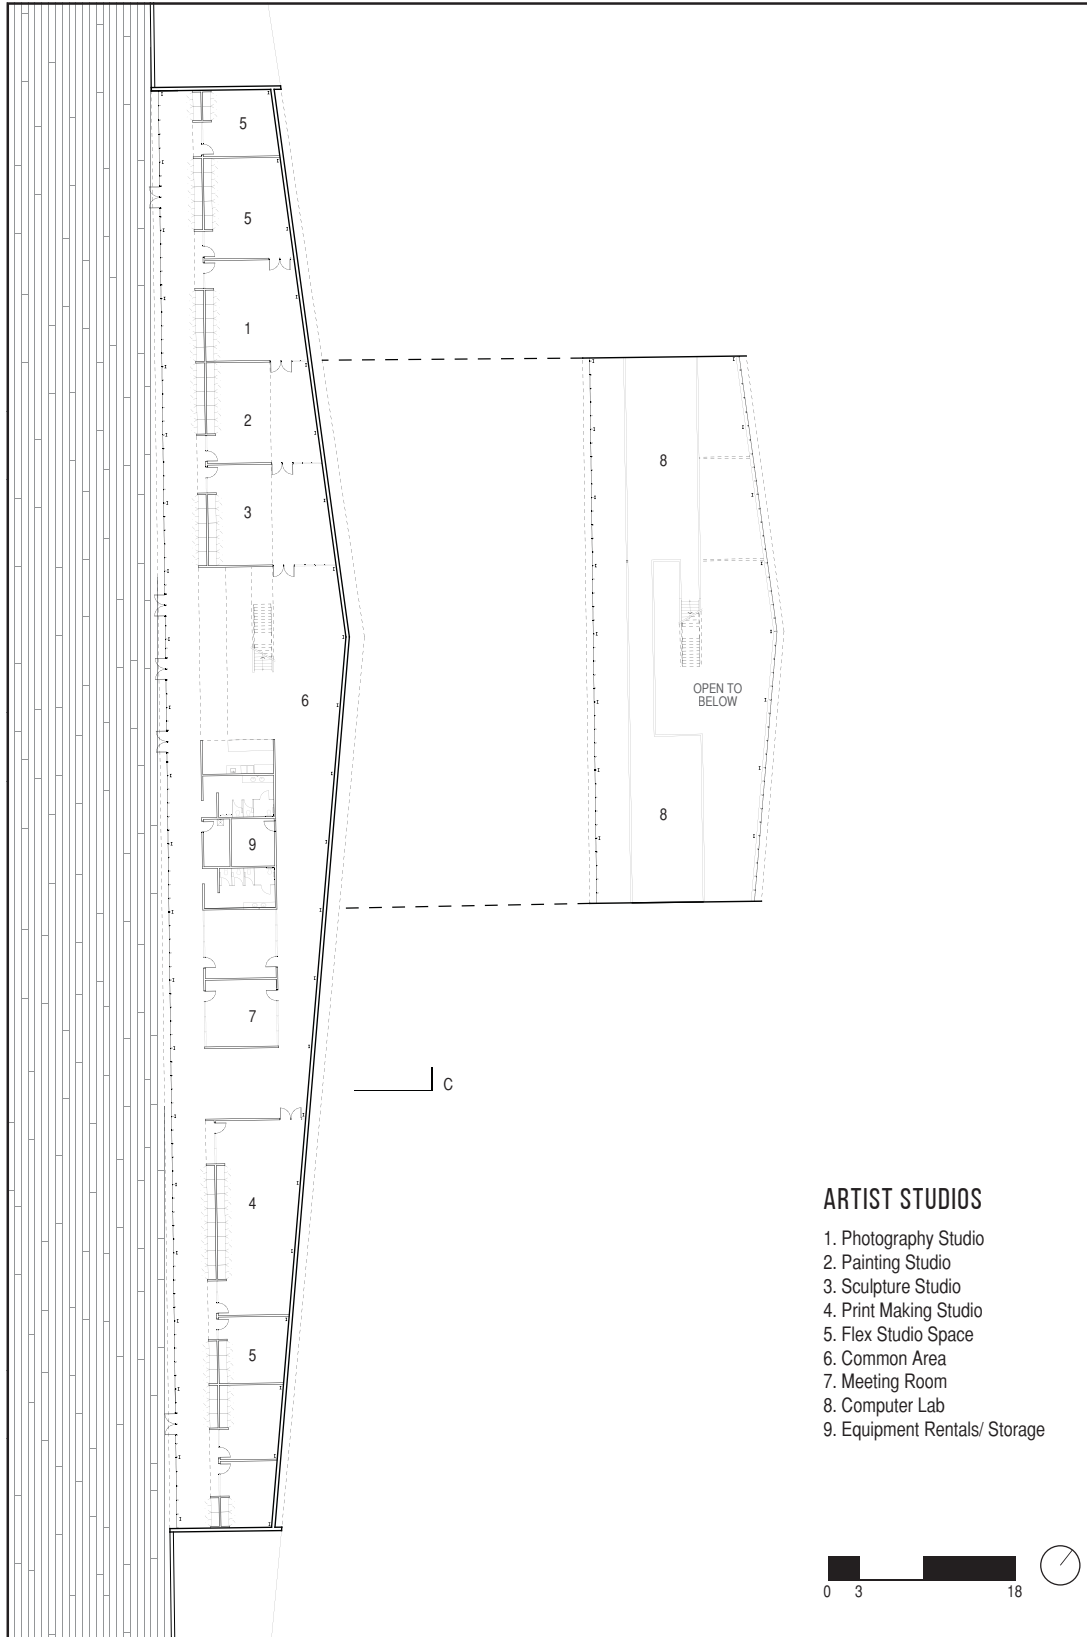 5
5
1
2
3
6
9
7
4
5
8
OPEN TO
BELOW
8
C
ARTIST STUDIOS
1. Photography Studio
2. Painting Studio
3. Sculpture Studio
4. Print Making Studio
5. Flex Studio Space
6. Common Area
7. Meeting Room
8. Computer Lab
9. Equipment Rentals/ Storage
0 3 18